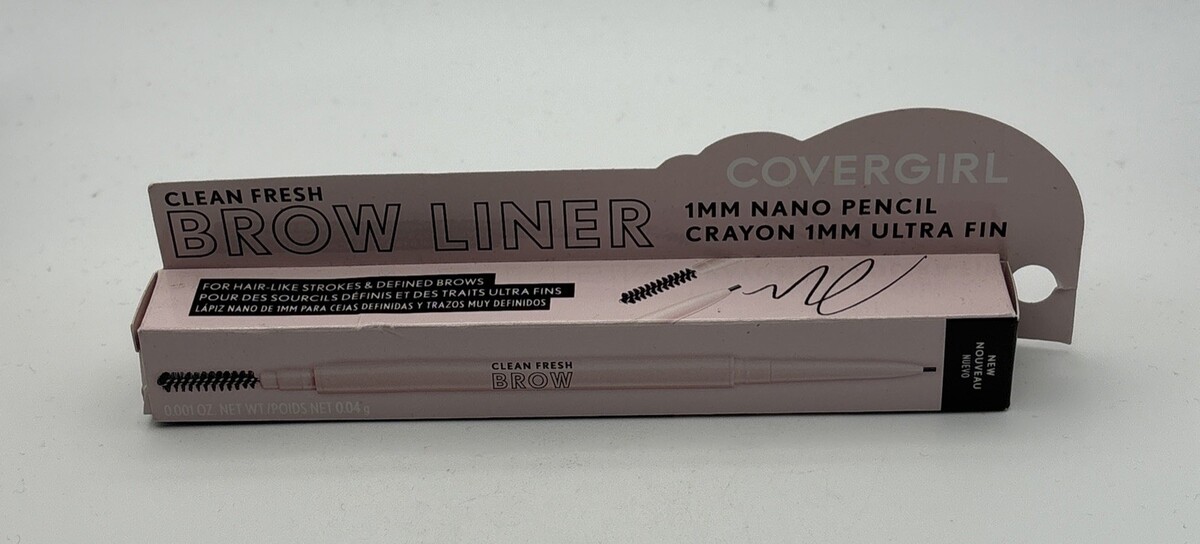 COVERGIRL
CLEAN FRESH
BROW LINER
1MM NANO PENCIL
CRAYON 1MM ULTRA FIN
FOR HAIR-LIKE STROKES & DEFINED BROWS
POUR DES SOURCILS DÉFINIS ET DES TRAITS ULTRA FINS
LÁPIZ NANO DE 1MM PARA CEJAS DEFINIDAS Y TRAZOS MUY DEFINIDOS
CLEAN FRESH
BROW
0.001 OZ. NET WT/POIDS NET 0.04 g
NEW
NOUVEAU
NUEVO